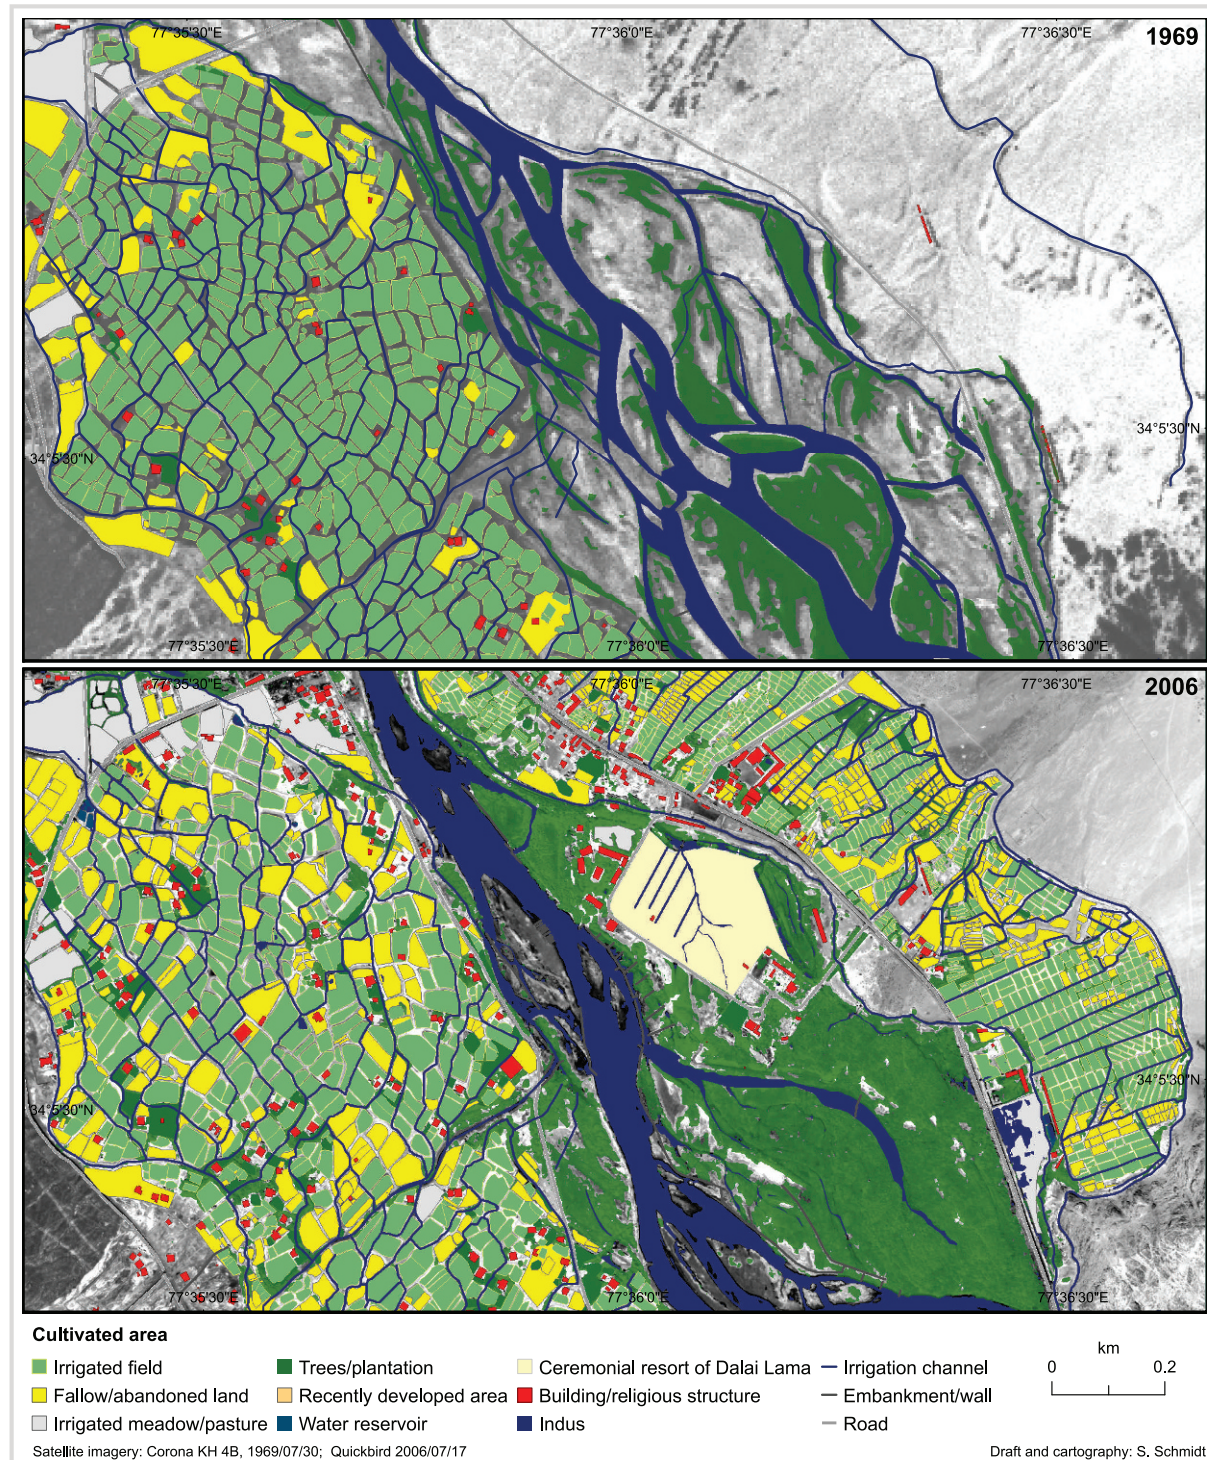 77°35'30"E
77°36'0"E
77°36'30"E
1969
34°5'30"N
34°5'30"N
77°35'30"E
77°36'0"E
77°36'30"E
77°35'30"E
77°36'0"E
77°36'30"E
2006
34°5'30"N
34°5'30"N
77°35'30"E
77°36'0"E
77°36'30"E
Cultivated area
Irrigated field
Fallow/abandoned land
Irrigated meadow/pasture
Trees/plantation
Recently developed area
Water reservoir
Ceremonial resort of Dalai Lama
Building/religious structure
Indus
Irrigation channel
Embankment/wall
Road
km
0 0.2
Satellite imagery: Corona KH 4B, 1969/07/30; Quickbird 2006/07/17
Draft and cartography: S. Schmidt